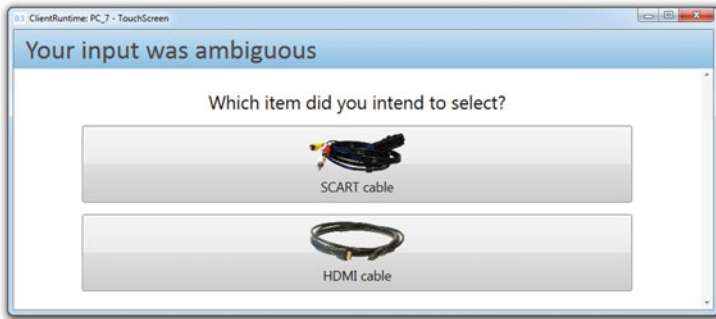 ClientRuntime: PC_7 - TouchScreen
Your input was ambiguous
Which item did you intend to select?
SCART cable
HDMI cable